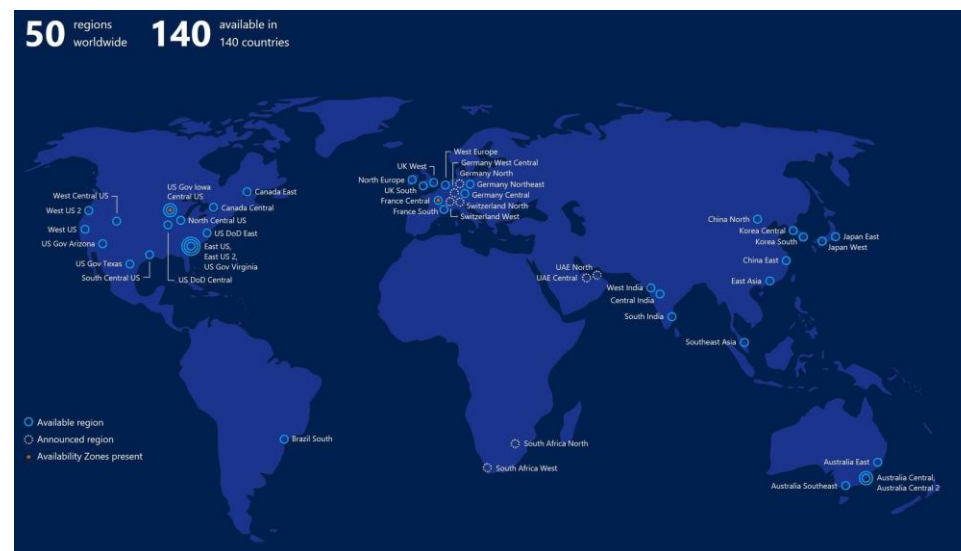 50 regions worldwide
140 available in 140 countries
West Europe
UK West
Germany West Central
Germany North
North Europe
Germany Northeast
UK South
Germany Central
France Central
Switzerland North
France South
Switzerland West
US Gov Iowa
Central US
West Central US
Canada East
West US 2
Canada Central
North Central US
West US
US DoD East
US Gov Arizona
East US,
East US 2,
US Gov Virginia
US Gov Texas
South Central US
US DoD Central
China North
Korea Central
Korea South
Japan East
Japan West
China East
UAE North
UAE Central
East Asia
West India
Central India
South India
Southeast Asia
Available region
Announced region
Availability Zones present
Brazil South
South Africa North
South Africa West
Australia East
Australia Central,
Australia Central 2
Australia Southeast